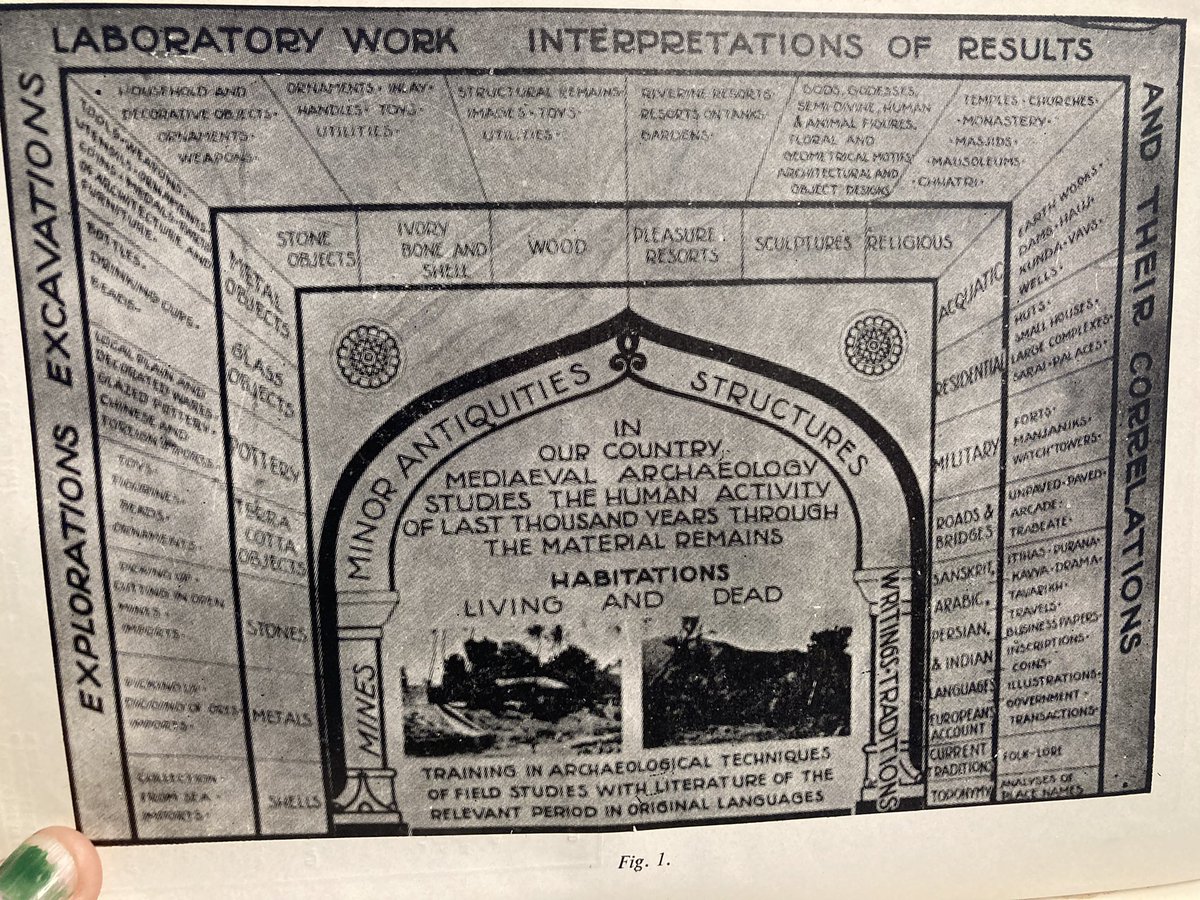 LABORATORY WORK INTERPRETATIONS OF RESULTS
AND THEIR CORRELATIONS
EXPLORATIONS EXCAVATIONS
HOUSEHOLD AND
DECORATIVE OBJECTS·
ORNAMENTS·
WEAPONS·
ORNAMENTS· INLAY·
HANDLES· TOYS·
UTILITIES·
STRUCTURAL REMAINS·
IMAGES· TOYS·
UTILITIES·
RIVERINE RESORTS
RESORTS ON TANKS·
GARDENS·
GODS, GODESSES,
SEMI-DIVINE, HUMAN
& ANIMAL FIGURES,
FLORAL AND
GEOMETRICAL MOTIFS·
ARCHITECTURAL AND
OBJECT DESIGNS
TEMPLES· CHURCHES·
·MONASTERY·
·MASJIDS·
·MAUSOLEUMS·
·CHHATRI·
STONE
OBJECTS
IVORY
BONE AND
SHELL
WOOD
PLEASURE
RESORTS
SCULPTURES
RELIGIOUS
TOOLS· WEAPONS·
UTENSILS· ORNAMENTS·
COINS· MEDALS·
OF ARCHITECTURE AND
FURNITURE·
METAL
OBJECTS
BOTTLES·
DRINKING CUPS·
BEADS·
GLASS
OBJECTS
LOCAL PLAIN AND
DECORATED WARES·
GLAZED POTTERY·
CHINESE AND
FOREIGN IMPORTS·
POTTERY
TOYS·
FIGURINES·
BEADS·
ORNAMENTS·
TERRA
COTTA
OBJECTS
PICKING UP·
CUTTING IN OPEN
MINES·
IMPORTS·
STONES
PICKING UP·
DIGGING OF ORES·
IMPORTS·
METALS
COLLECTION
FROM SEA·
IMPORTS·
SHELLS
ACQUATIC
EARTH WORKS·
DAMS· HAUJ·
KUNDA· VAVS·
WELLS·
RESIDENTIAL
HUTS·
SMALL HOUSES·
LARGE COMPLEXES·
SARAI· PALACES·
MILITARY
FORTS·
MANJANIKS·
WATCH TOWERS·
ROADS &
BRIDGES
UNPAVED· PAVED·
ARCADE·
TRABEATE·
SANSKRIT,
ARABIC,
PERSIAN,
& INDIAN
LANGUAGES
ITIHAS· PURANA·
KAVYA· DRAMA·
TAVARIKH·
TRAVELS·
BUSINESS PAPERS·
INSCRIPTIONS·
COINS·
EUROPEANS
ACCOUNT
ILLUSTRATIONS·
GOVERNMENT
TRANSACTIONS·
CURRENT
TRADITIONS
FOLK-LORE
TOPONYMY
ANALYSES OF
PLACE NAMES
MINOR ANTIQUITIES
STRUCTURES
MINES
WRITINGS·TRADITIONS
IN
OUR COUNTRY,
MEDIAEVAL ARCHAEOLOGY
STUDIES THE HUMAN ACTIVITY
OF LAST THOUSAND YEARS THROUGH
THE MATERIAL REMAINS
HABITATIONS
LIVING AND DEAD
TRAINING IN ARCHAEOLOGICAL TECHNIQUES
OF FIELD STUDIES WITH LITERATURE OF THE
RELEVANT PERIOD IN ORIGINAL LANGUAGES
Fig. 1.